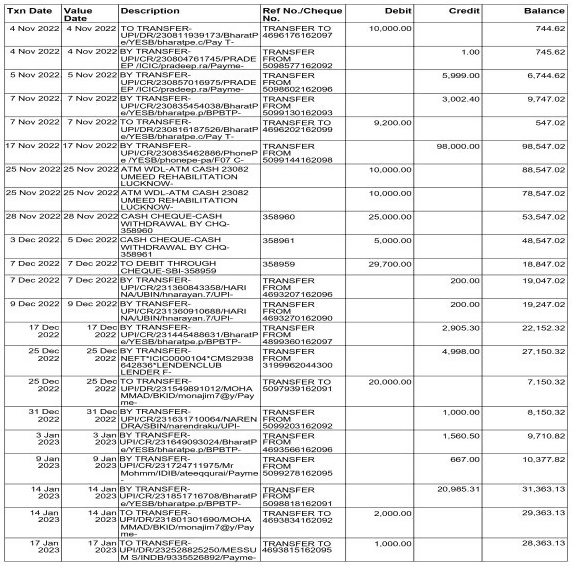 Txn Date Value Date Description Ref No./Cheque No. Debit Credit Balance
4 Nov 2022 4 Nov 2022 TO TRANSFER-UPI/DR/230811939173/BharatPe/YESB/bharatpe.c/Pay T- TRANSFER TO 4696176162097 10,000.00 744.62
4 Nov 2022 4 Nov 2022 BY TRANSFER-UPI/CR/230804761745/PRADEEP /ICIC/pradeep.ra/Payme- TRANSFER FROM 5098577162092 1.00 745.62
5 Nov 2022 5 Nov 2022 BY TRANSFER-UPI/CR/230857016975/PRADEEP /ICIC/pradeep.ra/Payme- TRANSFER FROM 5098602162096 5,999.00 6,744.62
7 Nov 2022 7 Nov 2022 BY TRANSFER-UPI/CR/230835454038/BharatPe/YESB/bharatpe.p/BPBTP- TRANSFER FROM 5099130162093 3,002.40 9,747.02
7 Nov 2022 7 Nov 2022 TO TRANSFER-UPI/DR/230816187526/BharatPe/YESB/bharatpe.c/Pay T- TRANSFER TO 4696202162099 9,200.00 547.02
17 Nov 2022 17 Nov 2022 BY TRANSFER-UPI/CR/230835462886/PhonePe /YESB/phonepe-pa/F07 C- TRANSFER FROM 5099144162098 98,000.00 98,547.02
25 Nov 2022 25 Nov 2022 ATM WDL-ATM CASH 23082 UMEED REHABILITATION LUCKNOW- 10,000.00 88,547.02
25 Nov 2022 25 Nov 2022 ATM WDL-ATM CASH 23082 UMEED REHABILITATION LUCKNOW- 10,000.00 78,547.02
28 Nov 2022 28 Nov 2022 CASH CHEQUE-CASH WITHDRAWAL BY CHQ-358960 358960 25,000.00 53,547.02
3 Dec 2022 5 Dec 2022 CASH CHEQUE-CASH WITHDRAWAL BY CHQ-358961 358961 5,000.00 48,547.02
7 Dec 2022 7 Dec 2022 TO DEBIT THROUGH CHEQUE-SBI-358959 358959 29,700.00 18,847.02
7 Dec 2022 7 Dec 2022 BY TRANSFER-UPI/CR/231360843358/HARINA/UBIN/hnarayan.7/UPI- TRANSFER FROM 4693207162096 200.00 19,047.02
9 Dec 2022 9 Dec 2022 BY TRANSFER-UPI/CR/231360910688/HARINA/UBIN/hnarayan.7/UPI- TRANSFER FROM 4693270162090 200.00 19,247.02
17 Dec 2022 17 Dec 2022 BY TRANSFER-UPI/CR/231445488631/BharatPe/YESB/bharatpe.p/BPBTP- TRANSFER FROM 4899360162097 2,905.30 22,152.32
25 Dec 2022 25 Dec 2022 BY TRANSFER-NEFT*ICIC0000104*CMS2938642836*LENDENCLUB LENDER F- TRANSFER FROM 3199962044300 4,998.00 27,150.32
25 Dec 2022 25 Dec 2022 TO TRANSFER-UPI/DR/231549891012/MOHAMMAD/BKID/monajim7@y/Payme- TRANSFER TO 5097939162091 20,000.00 7,150.32
31 Dec 2022 31 Dec 2022 BY TRANSFER-UPI/CR/231631710064/NARENDRA/SBIN/narendraku/UPI- TRANSFER FROM 5099203162092 1,000.00 8,150.32
3 Jan 2023 3 Jan 2023 BY TRANSFER-UPI/CR/231649093024/BharatPe/YESB/bharatpe.p/BPBTP- TRANSFER FROM 4693566162096 1,560.50 9,710.82
9 Jan 2023 9 Jan 2023 BY TRANSFER-UPI/CR/231724711975/Mr Mohmm/IDIB/ateeqqurai/Payme- TRANSFER FROM 5099278162095 667.00 10,377.82
14 Jan 2023 14 Jan 2023 BY TRANSFER-UPI/CR/231851716708/BharatPe/YESB/bharatpe.p/BPBTP- TRANSFER FROM 5098818162091 20,985.31 31,363.13
14 Jan 2023 14 Jan 2023 TO TRANSFER-UPI/DR/231801301690/MOHAMMAD/BKID/monajim7@y/Payme- TRANSFER TO 4693834162092 2,000.00 29,363.13
17 Jan 2023 17 Jan 2023 TO TRANSFER-UPI/DR/232528825250/MESSUM S/INDB/9335526892/Payme- TRANSFER TO 4693815162095 1,000.00 28,363.13